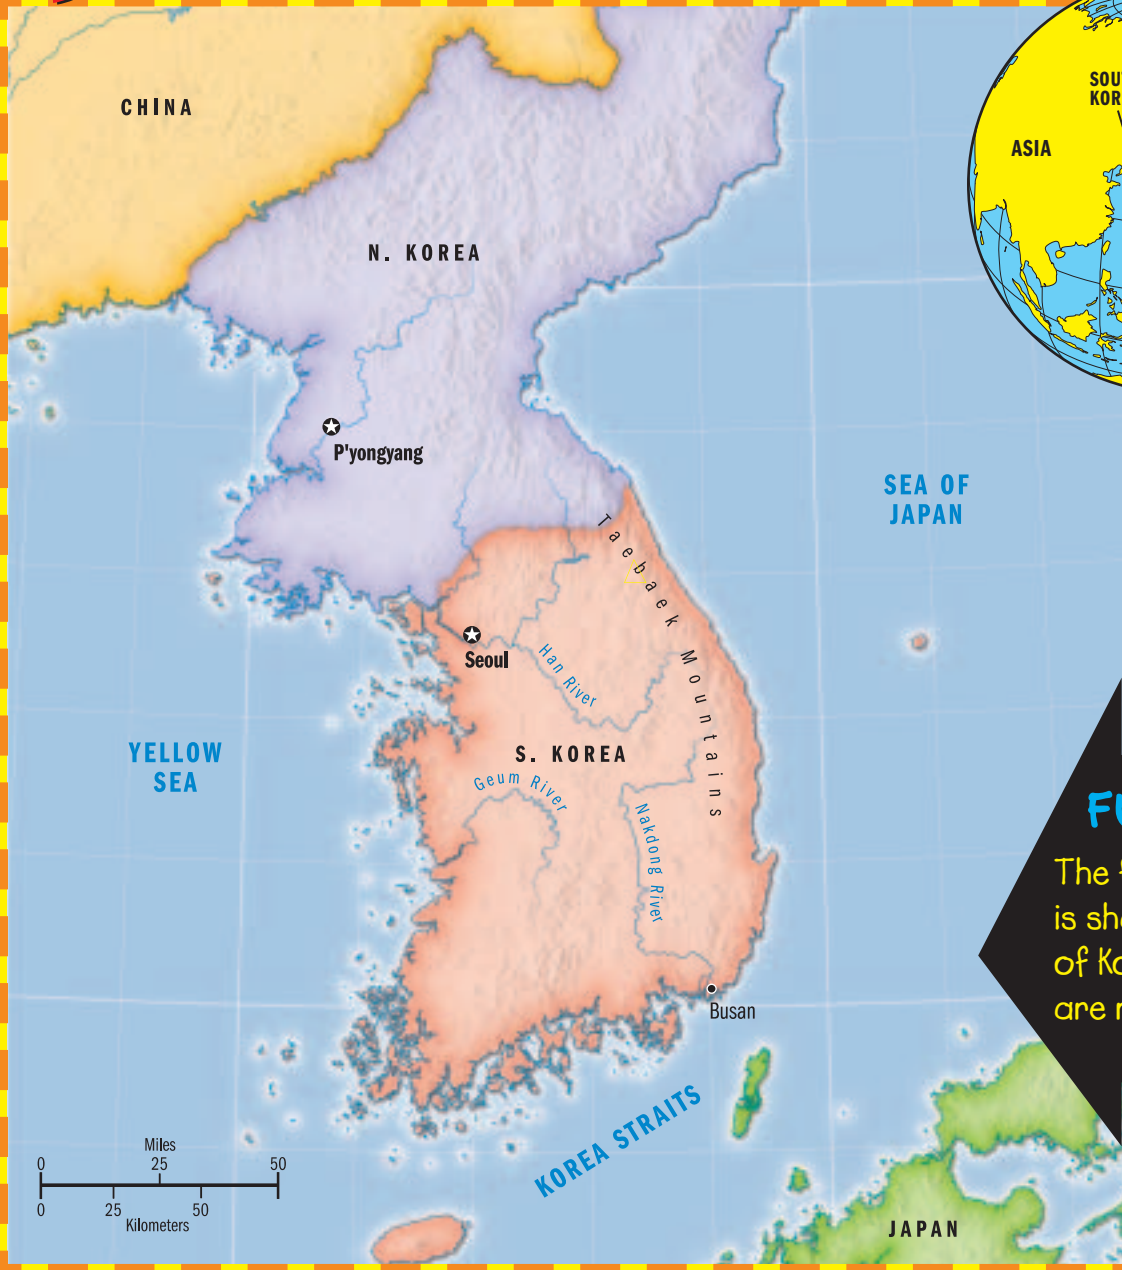 CHINA
N. KOREA
P'yongyang
SOU
KOR
ASIA
SEA OF
JAPAN
Taebaek Mountains
Seoul
Han River
YELLOW
SEA
S. KOREA
Geum River
Nakdong River
Busan
KOREA STRAITS
JAPAN
Miles
0 25 50
0 25 50
Kilometers
FU
The
is sh
of Ko
are